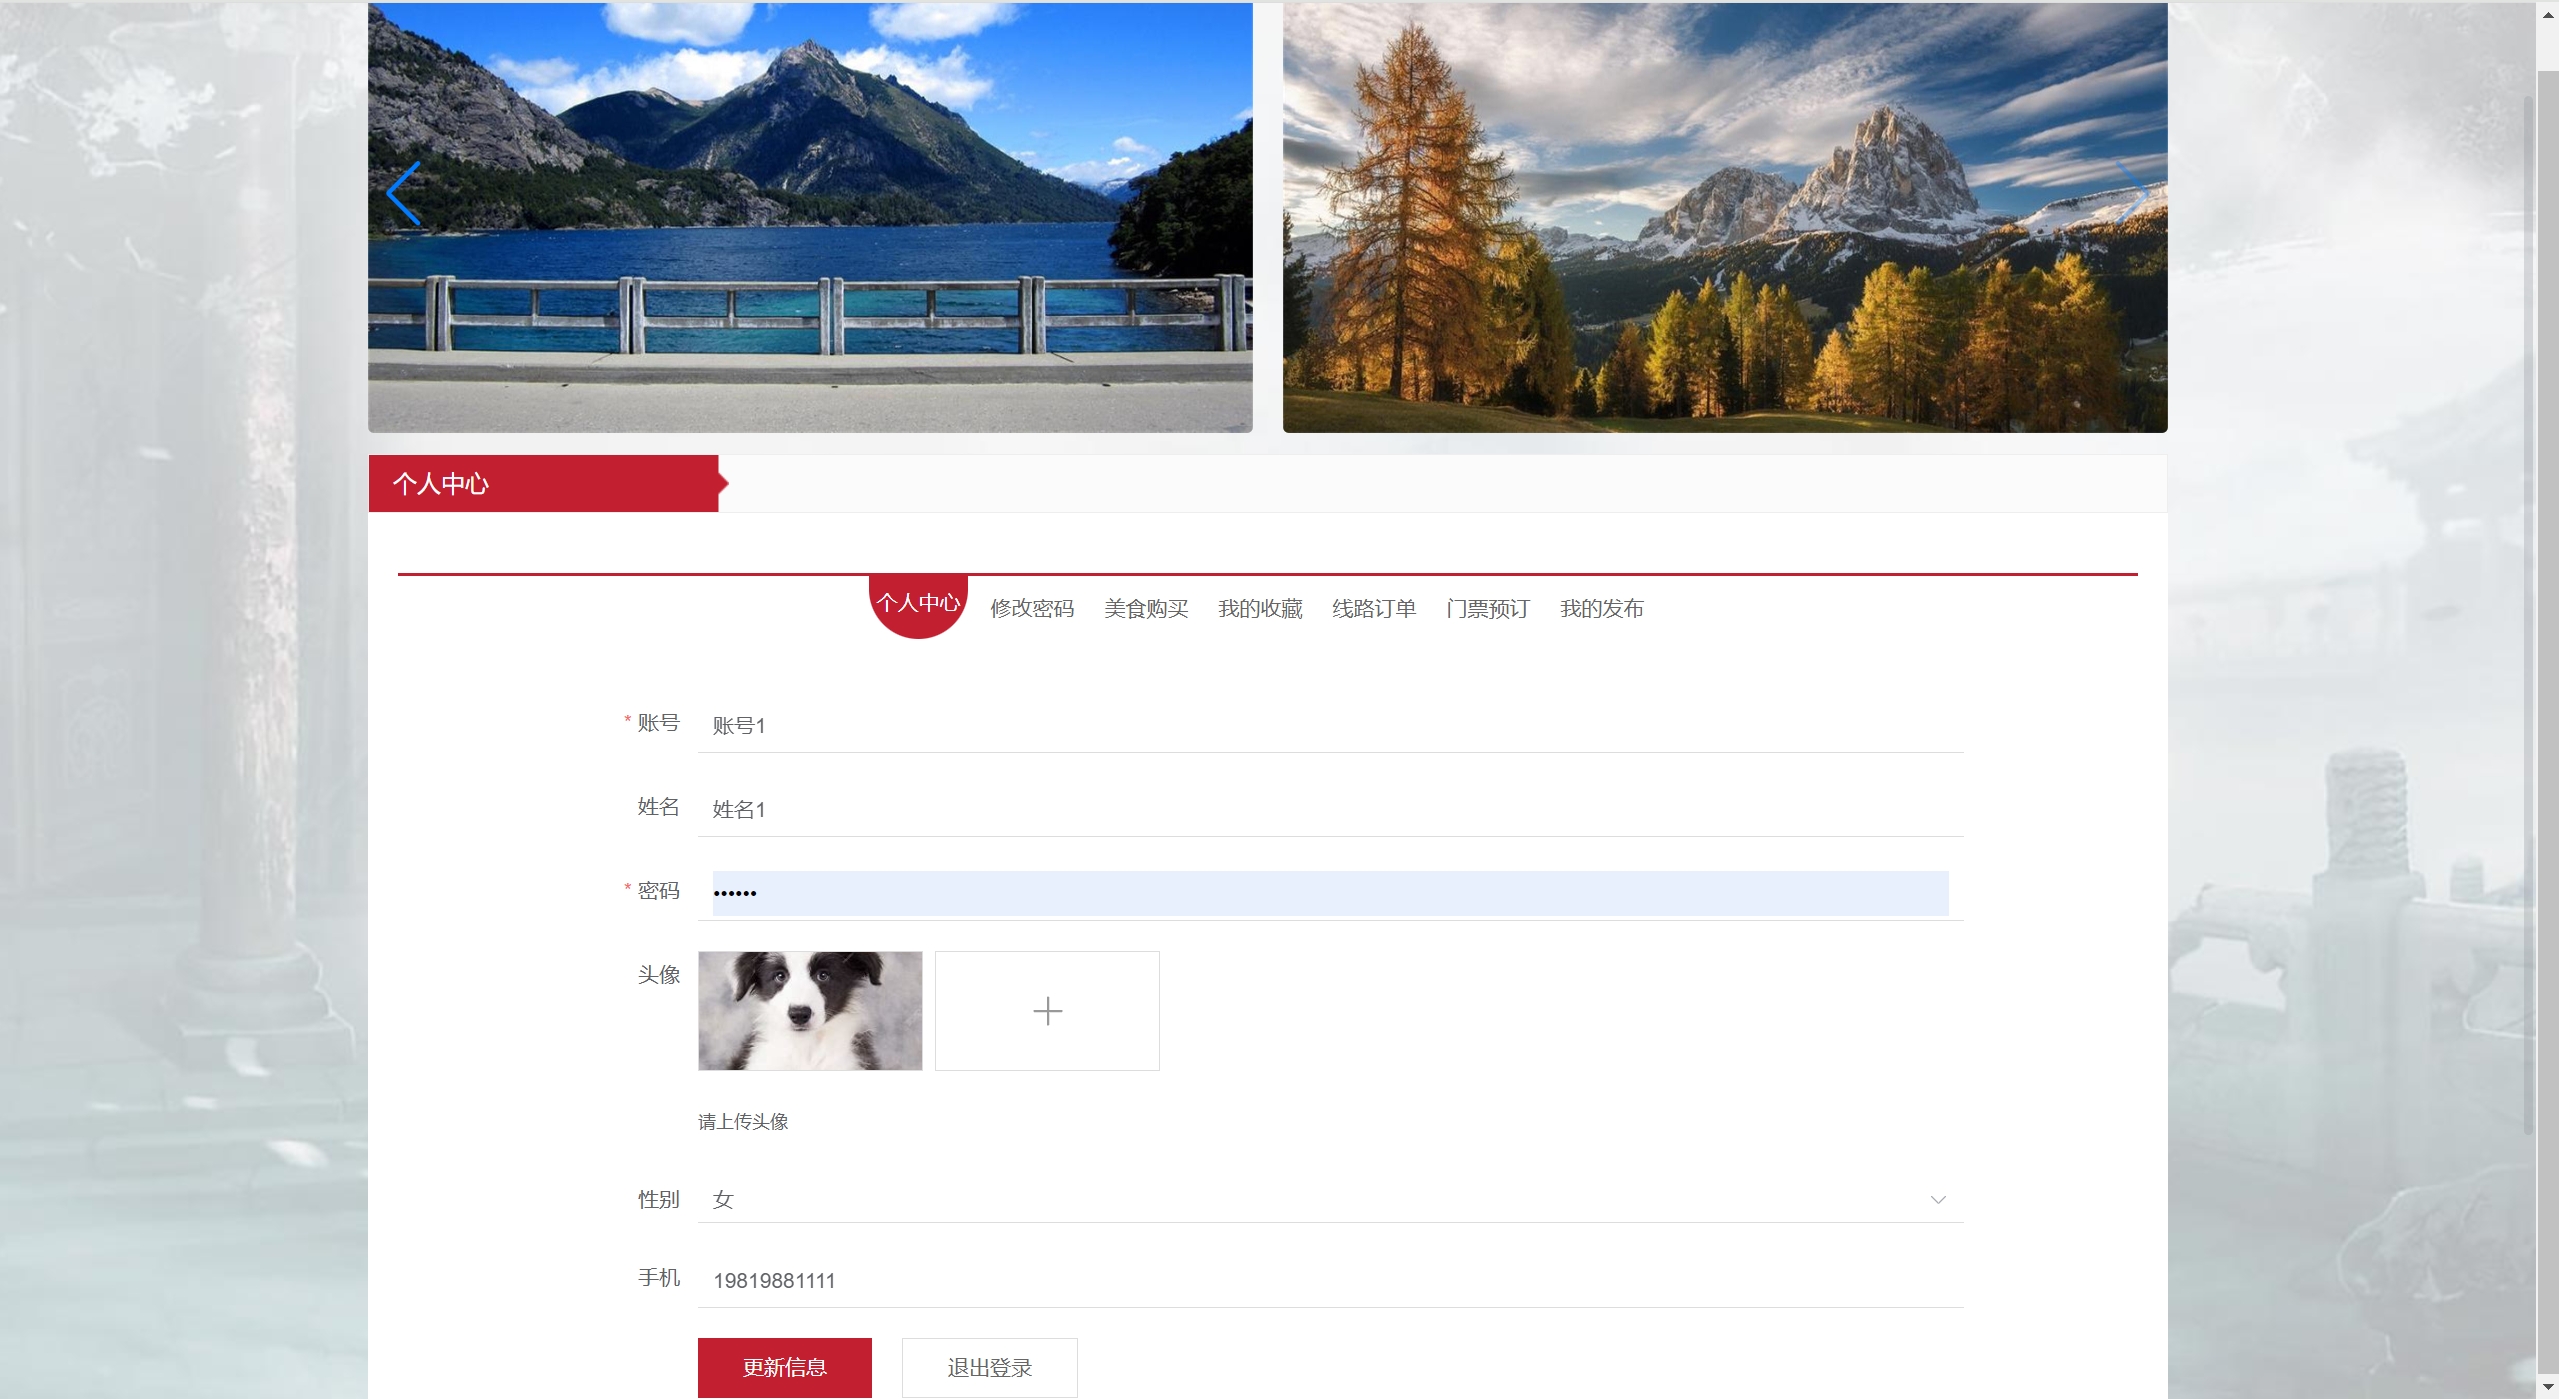 个人中心
个人中心 修改密码 美食购买 我的收藏 线路订单 门票预订 我的发布
* 账号 账号1
姓名 姓名1
* 密码 ••••••
头像
请上传头像
性别 女
手机 19819881111
更新信息 退出登录